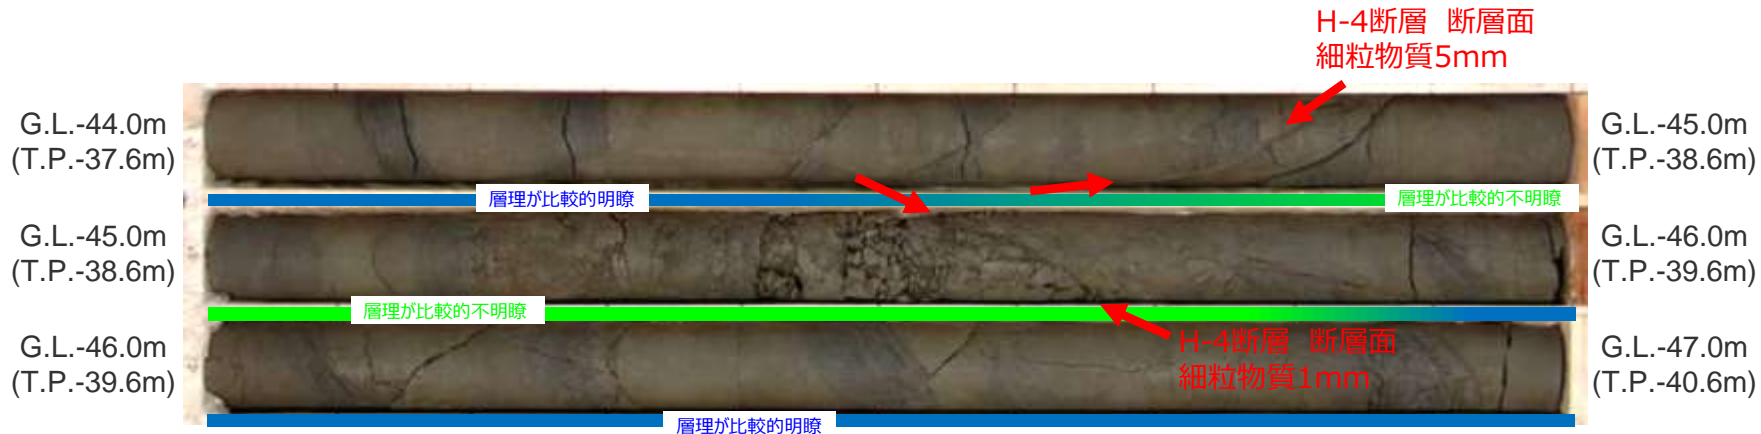 H-4断層 断層面
細粒物質5mm
G.L.-44.0m
(T.P.-37.6m)
G.L.-45.0m
(T.P.-38.6m)
層理が比較的明瞭
層理が比較的不明瞭
G.L.-45.0m
(T.P.-38.6m)
G.L.-46.0m
(T.P.-39.6m)
層理が比較的不明瞭
H-4断層 断層面
細粒物質1mm
G.L.-46.0m
(T.P.-39.6m)
G.L.-47.0m
(T.P.-40.6m)
層理が比較的明瞭